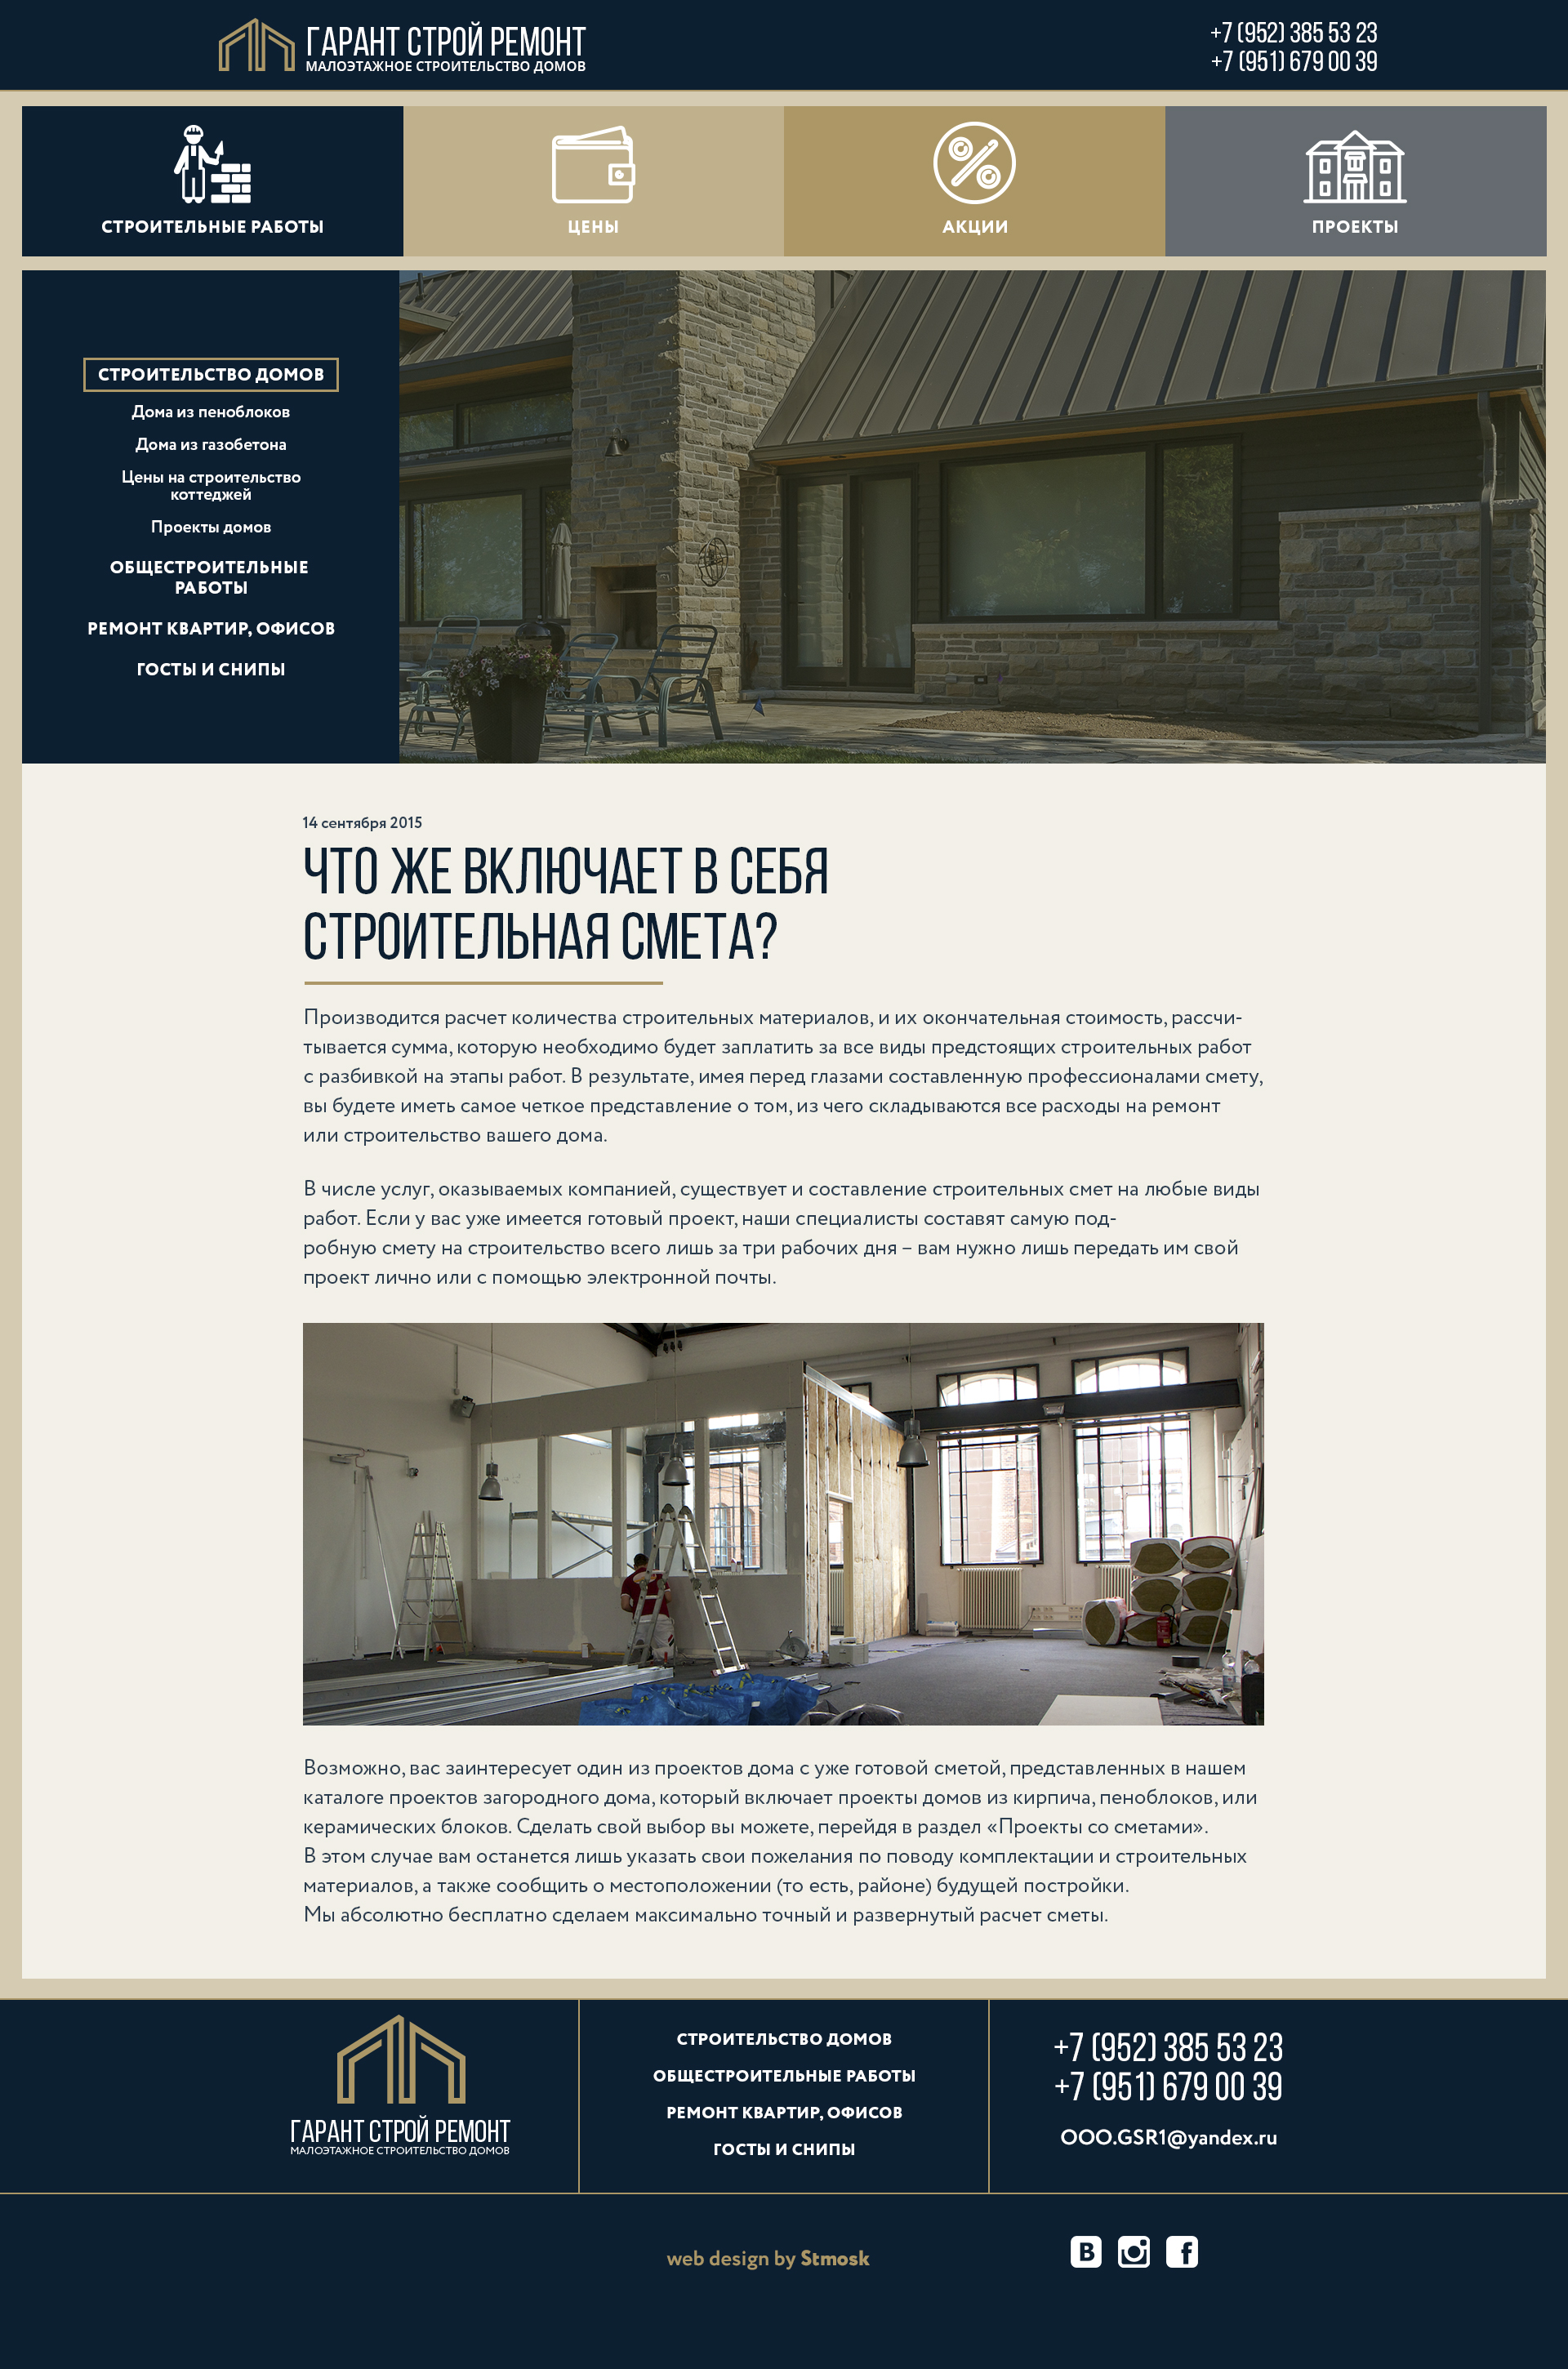 ГАРАНТ СТРОЙ РЕМОНТ
МАЛОЭТАЖНОЕ СТРОИТЕЛЬСТВО ДОМОВ
+7 (952) 385 53 23
+7 (951) 679 00 39
СТРОИТЕЛЬНЫЕ РАБОТЫ
ЦЕНЫ
АКЦИИ
ПРОЕКТЫ
СТРОИТЕЛЬСТВО ДОМОВ
Дома из пеноблоков
Дома из газобетона
Цены на строительство
коттеджей
Проекты домов
ОБЩЕСТРОИТЕЛЬНЫЕ
РАБОТЫ
РЕМОНТ КВАРТИР, ОФИСОВ
ГОСТЫ И СНИПЫ
14 сентября 2015
ЧТО ЖЕ ВКЛЮЧАЕТ В СЕБЯ
СТРОИТЕЛЬНАЯ СМЕТА?
Производится расчет количества строительных материалов, и их окончательная стоимость, рассчи-
тывается сумма, которую необходимо будет заплатить за все виды предстоящих строительных работ
с разбивкой на этапы работ. В результате, имея перед глазами составленную профессионалами смету,
вы будете иметь самое четкое представление о том, из чего складываются все расходы на ремонт
или строительство вашего дома.
В числе услуг, оказываемых компанией, существует и составление строительных смет на любые виды
работ. Если у вас уже имеется готовый проект, наши специалисты составят самую под-
робную смету на строительство всего лишь за три рабочих дня – вам нужно лишь передать им свой
проект лично или с помощью электронной почты.
Возможно, вас заинтересует один из проектов дома с уже готовой сметой, представленных в нашем
каталоге проектов загородного дома, который включает проекты домов из кирпича, пеноблоков, или
керамических блоков. Сделать свой выбор вы можете, перейдя в раздел «Проекты со сметами».
В этом случае вам останется лишь указать свои пожелания по поводу комплектации и строительных
материалов, а также сообщить о местоположении (то есть, районе) будущей постройки.
Мы абсолютно бесплатно сделаем максимально точный и развернутый расчет сметы.
ГАРАНТ СТРОЙ РЕМОНТ
МАЛОЭТАЖНОЕ СТРОИТЕЛЬСТВО ДОМОВ
СТРОИТЕЛЬСТВО ДОМОВ
ОБЩЕСТРОИТЕЛЬНЫЕ РАБОТЫ
РЕМОНТ КВАРТИР, ОФИСОВ
ГОСТЫ И СНИПЫ
+7 (952) 385 53 23
+7 (951) 679 00 39
OOO.GSR1@yandex.ru
web design by Stmosk